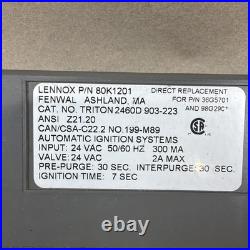 LENNOX P/N 80K1201
DIRECT REPLACEMENT
FENWAL ASHLAND, MA
FOR P/N 36G5701
CAT. NO. TRITON 2460D 903-223
AND 98G29C*
ANSI Z21.20
CAN/CSA-C22.2 NO.199-M89
AUTOMATIC IGNITION SYSTEMS
INPUT: 24 VAC 50/60 HZ 300 MA
VALVE: 24 VAC 2A MAX
PRE-PURGE: 30 SEC. INTERPURGE: 30 SEC.
IGNITION TIME: 7 SEC